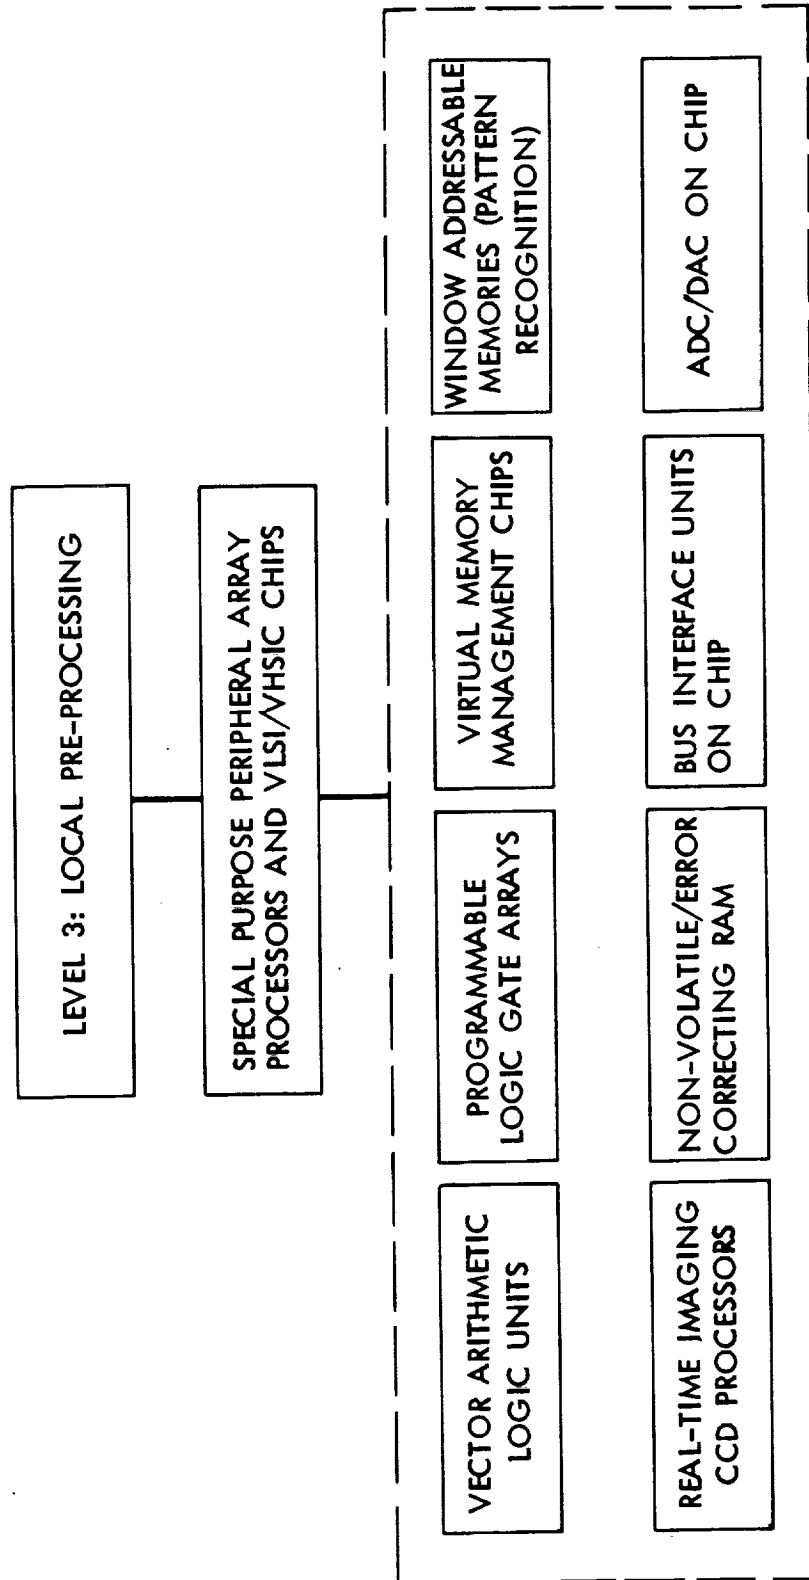 LEVEL 3: LOCAL PRE-PROCESSING
SPECIAL PURPOSE PERIPHERAL ARRAY
PROCESSORS AND VLSI/VHSIC CHIPS
VECTOR ARITHMETIC
LOGIC UNITS
PROGRAMMABLE
LOGIC GATE ARRAYS
VIRTUAL MEMORY
MANAGEMENT CHIPS
WINDOW ADDRESSABLE
MEMORIES (PATTERN
RECOGNITION)
REAL-TIME IMAGING
CCD PROCESSORS
NON-VOLATILE/ERROR
CORRECTING RAM
BUS INTERFACE UNITS
ON CHIP
ADC/DAC ON CHIP